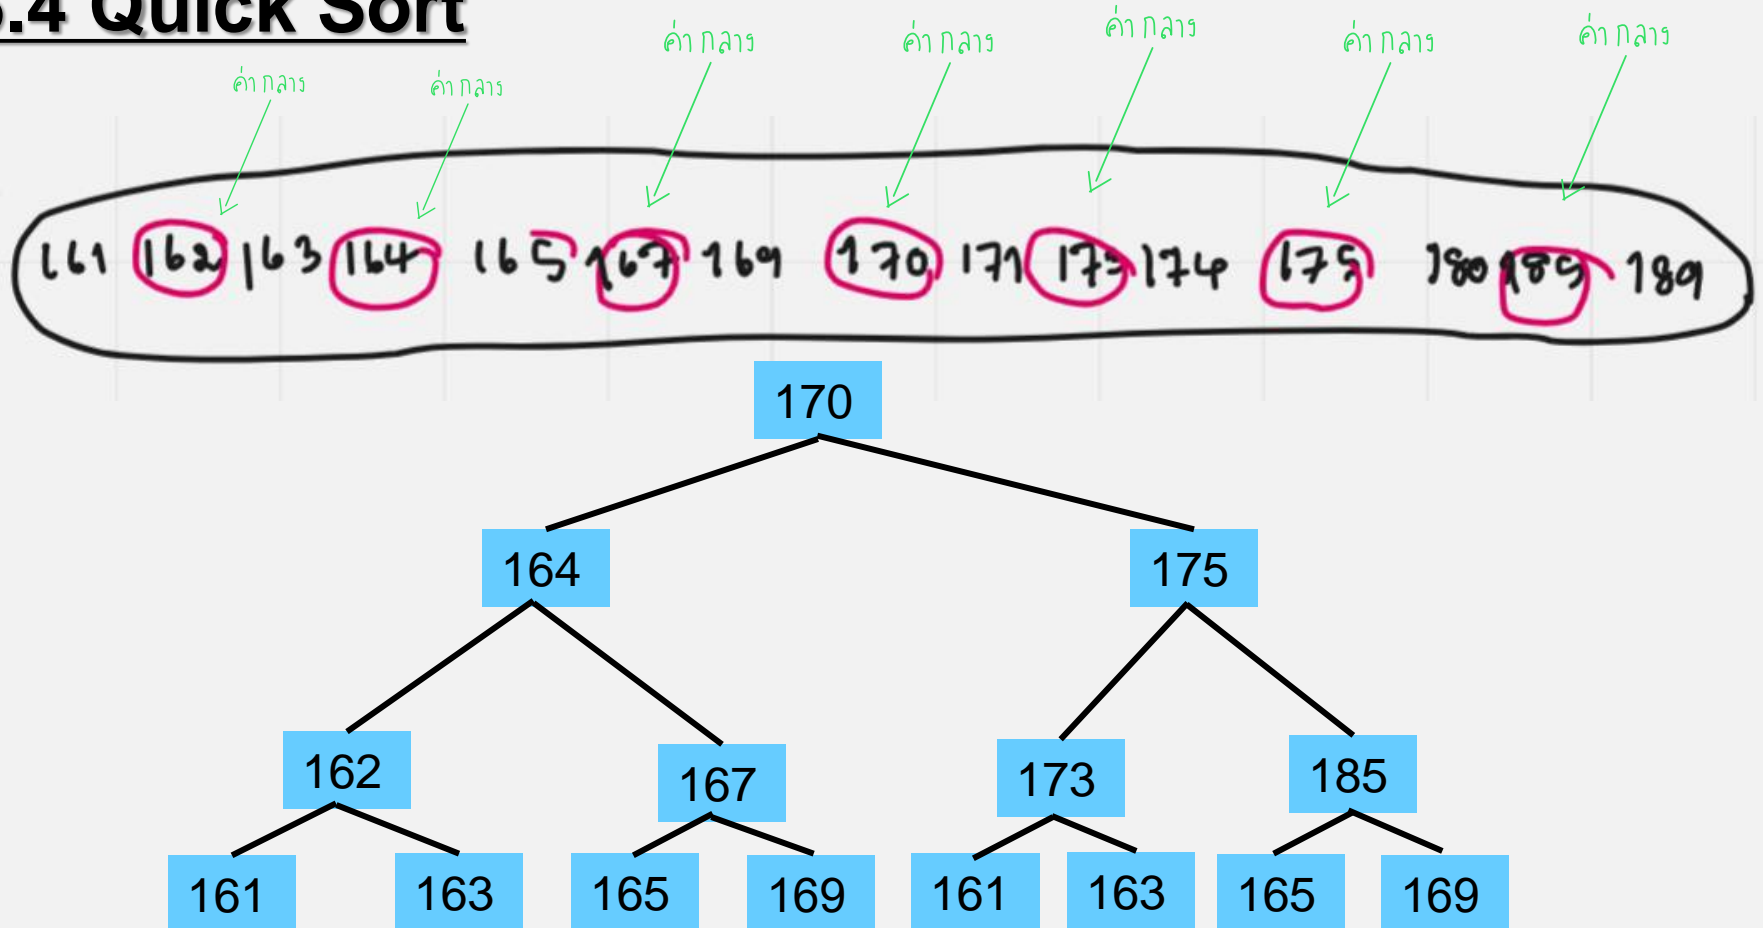 .4 Quick Sort
ค่ากลาง ค่ากลาง ค่ากลาง ค่ากลาง ค่ากลาง ค่ากลาง ค่ากลาง
161 162 163 164 165 167 169 170 171 173 174 175 180 185 189
170
164 175
162 167 173 185
161 163 165 169 161 163 165 169